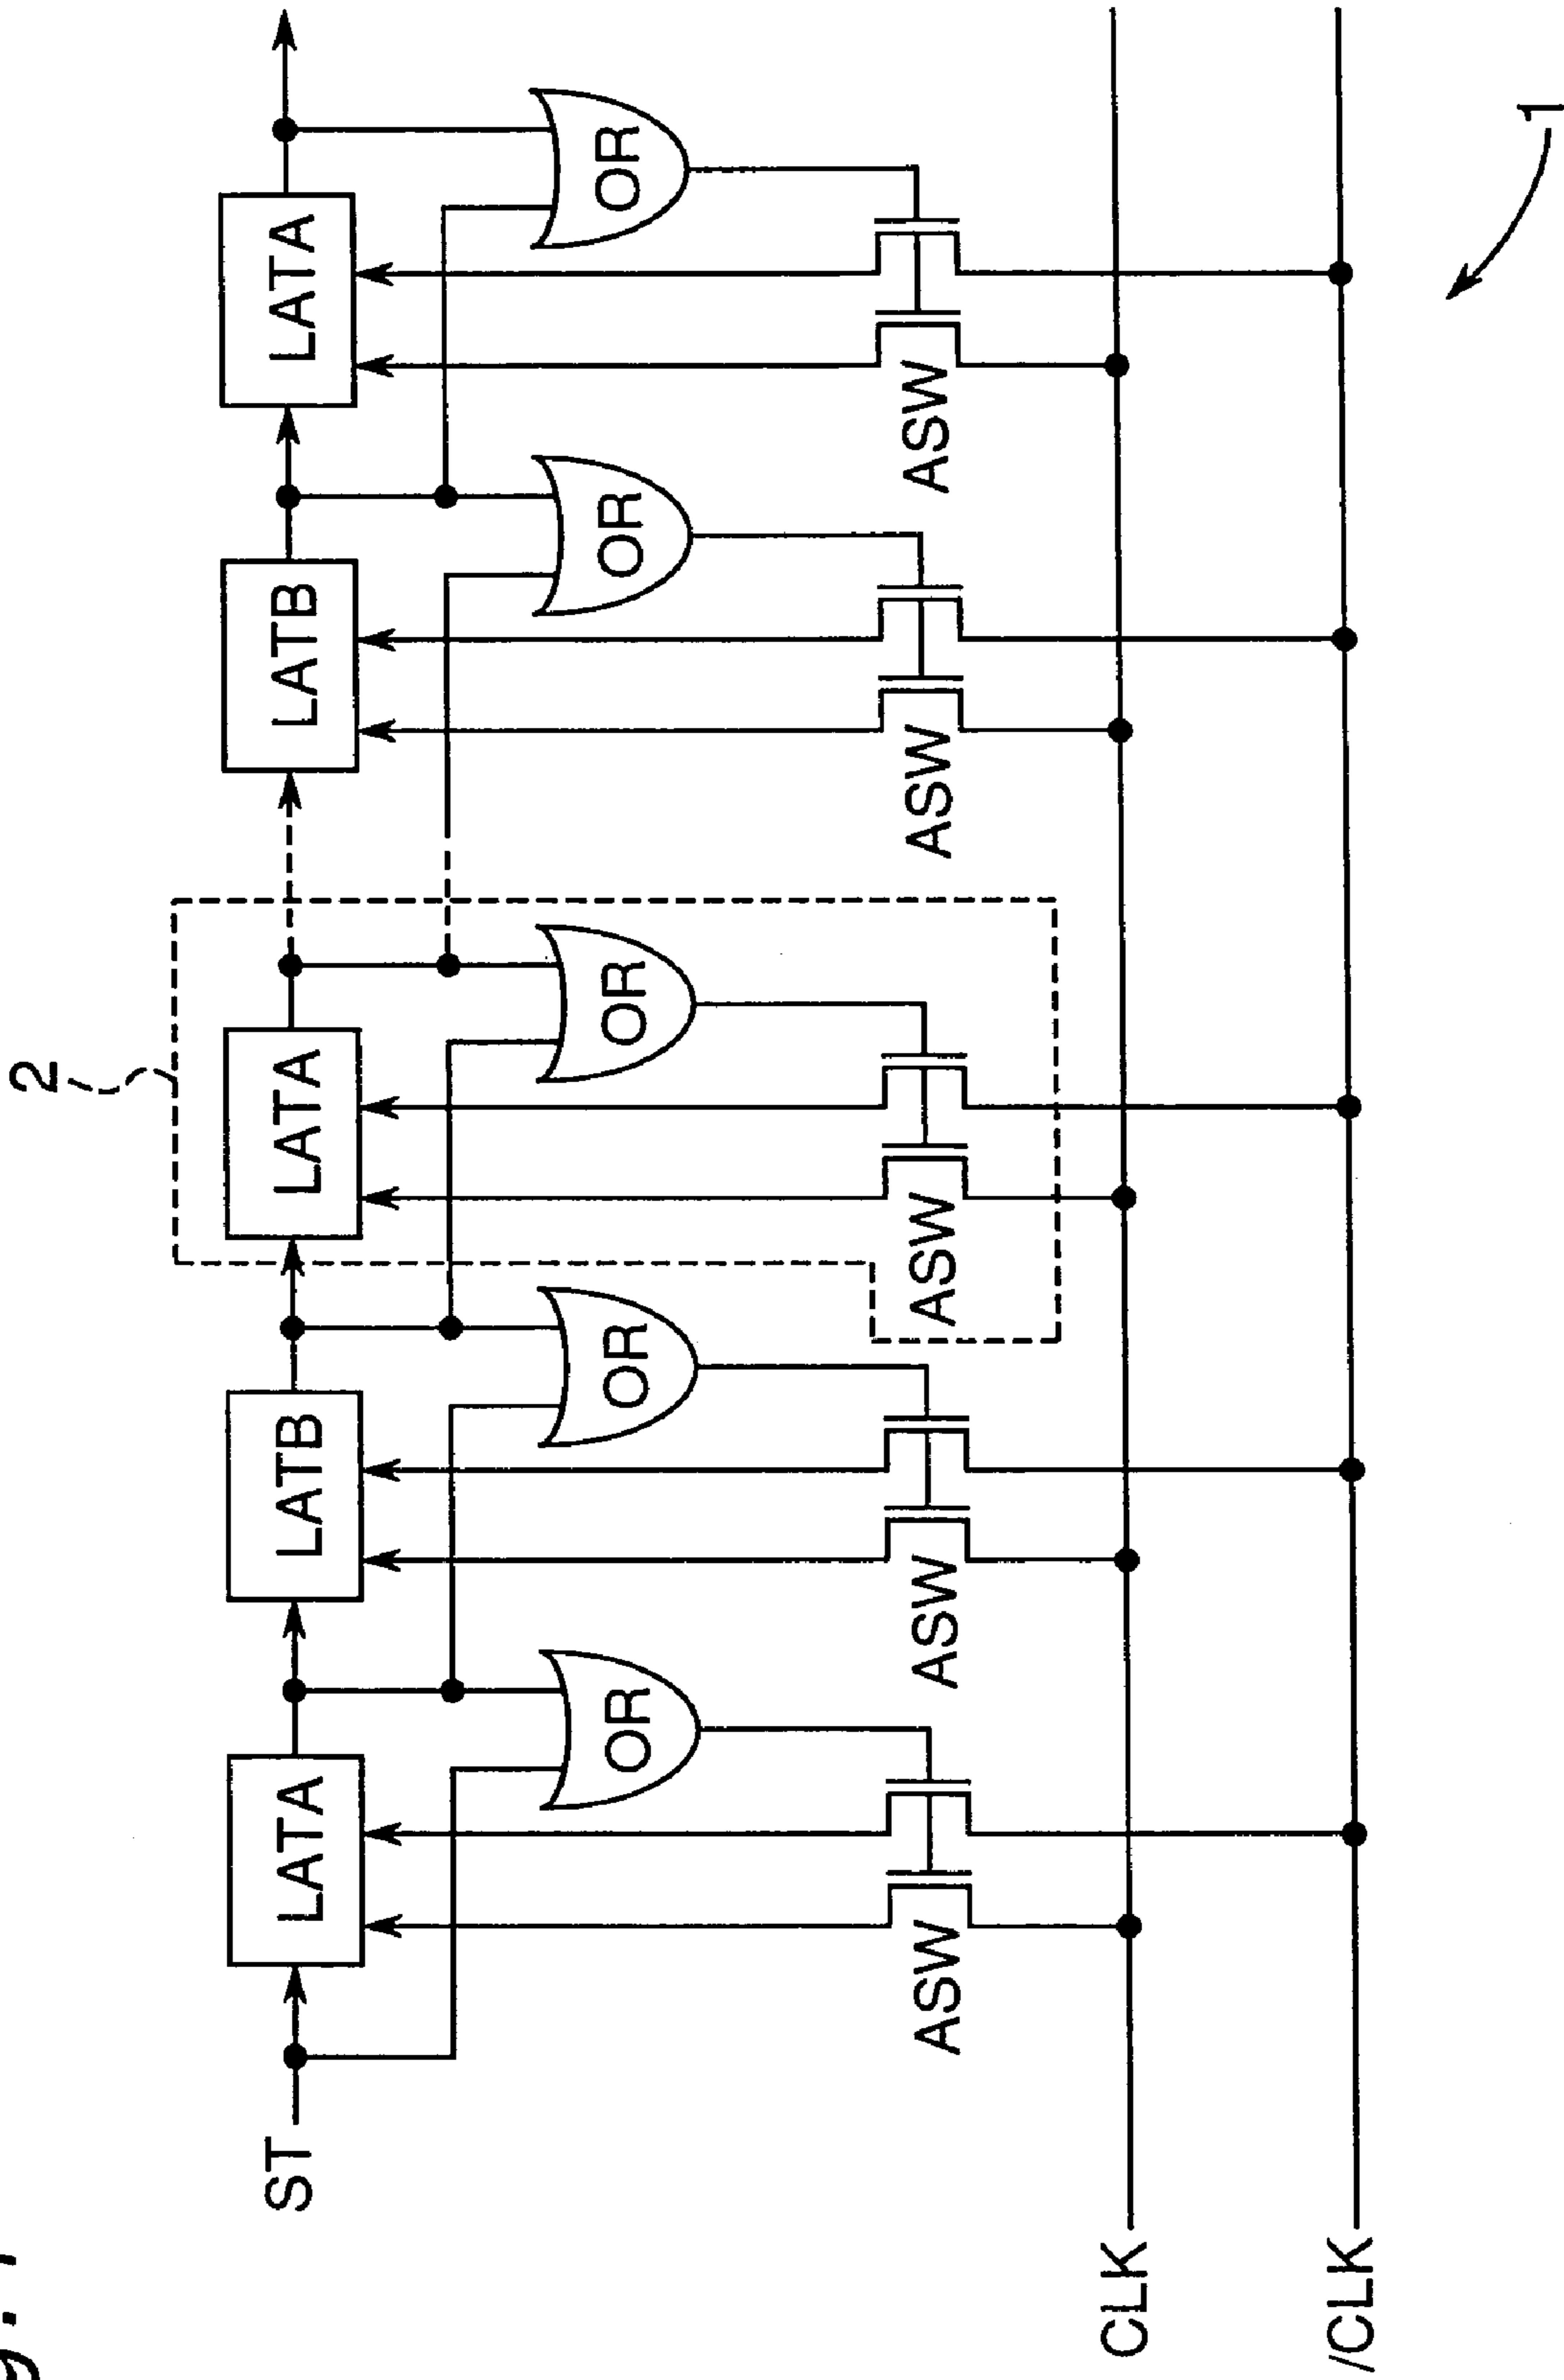 2
LATA
LATB
LATA
LATB
LATA
ST
OR
OR
OR
OR
OR
ASW
ASW
ASW
ASW
ASW
CLK
/CLK
1